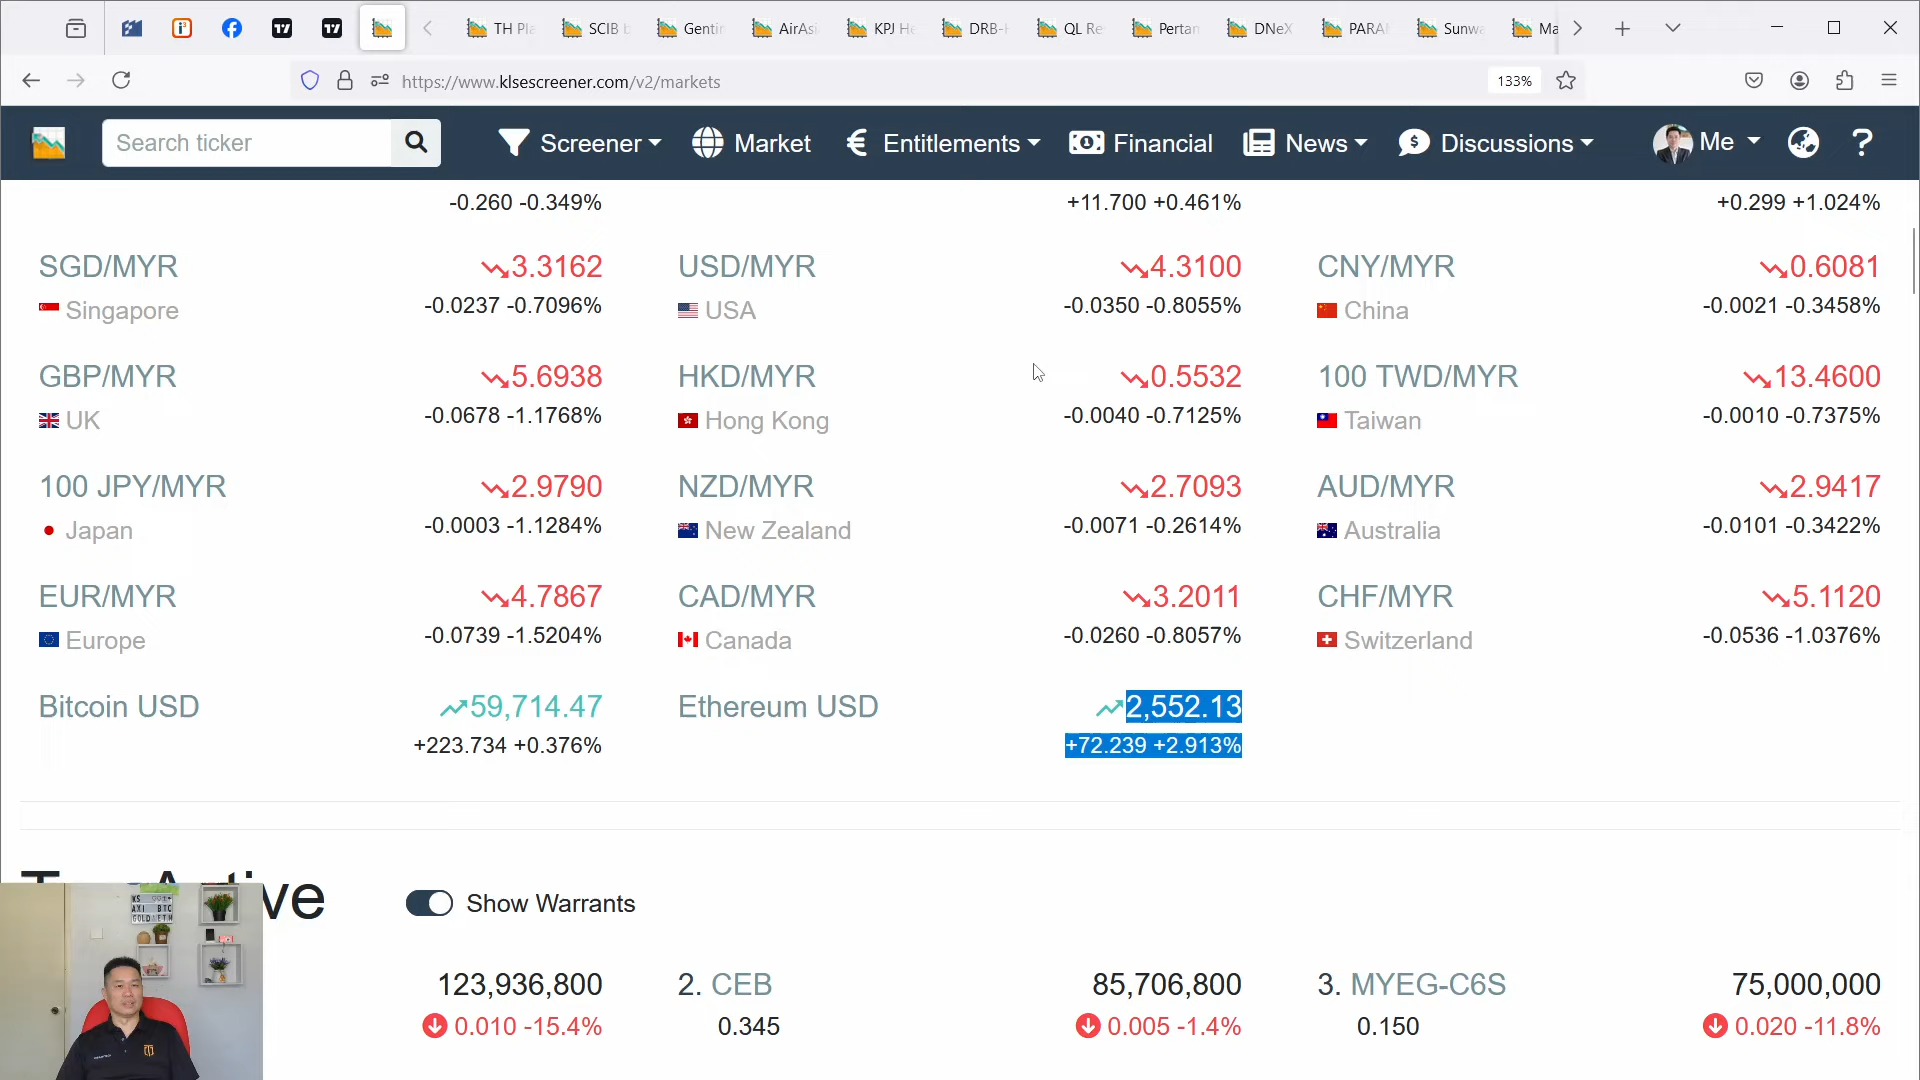 TH Pla
SCIB b
Gentin
AirAsi
KPJ He
DRB-H
QL Re
Pertan
DNeX
PARA
Sunwa
Ma
https://www.klsescreener.com/v2/markets
133%
Search ticker
Screener
Market
Entitlements
Financial
News
Discussions
Me
?
-0.260 -0.349%
+11.700 +0.461%
+0.299 +1.024%
SGD/MYR
3.3162
USD/MYR
4.3100
CNY/MYR
0.6081
Singapore
-0.0237 -0.7096%
USA
-0.0350 -0.8055%
China
-0.0021 -0.3458%
GBP/MYR
5.6938
HKD/MYR
0.5532
100 TWD/MYR
13.4600
UK
-0.0678 -1.1768%
Hong Kong
-0.0040 -0.7125%
Taiwan
-0.0010 -0.7375%
100 JPY/MYR
2.9790
NZD/MYR
2.7093
AUD/MYR
2.9417
Japan
-0.0003 -1.1284%
New Zealand
-0.0071 -0.2614%
Australia
-0.0101 -0.3422%
EUR/MYR
4.7867
CAD/MYR
3.2011
CHF/MYR
5.1120
Europe
-0.0739 -1.5204%
Canada
-0.0260 -0.8057%
Switzerland
-0.0536 -1.0376%
Bitcoin USD
59,714.47
Ethereum USD
2,552.13
+223.734 +0.376%
+72.239 +2.913%
Show Warrants
123,936,800
2. CEB
85,706,800
3. MYEG-C6S
75,000,000
0.010 -15.4%
0.345
0.005 -1.4%
0.150
0.020 -11.8%
AXI BTC
GOLD ETH